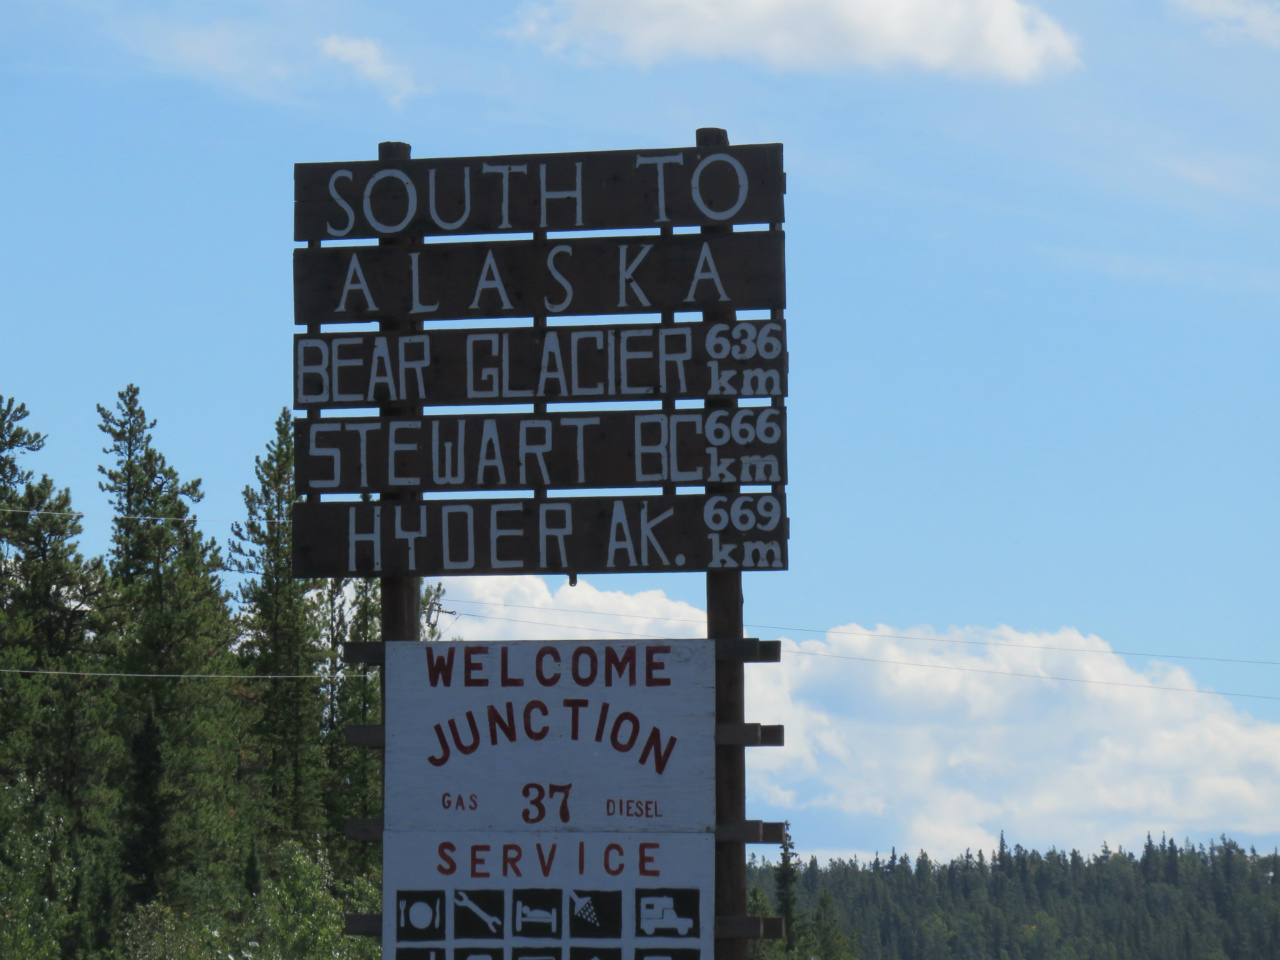 SOUTH TO
ALASKA
BEAR GLACIER 636 km
STEWART BC 666 km
HYDER AK. 669 km
WELCOME
JUNCTION
GAS 37 DIESEL
SERVICE